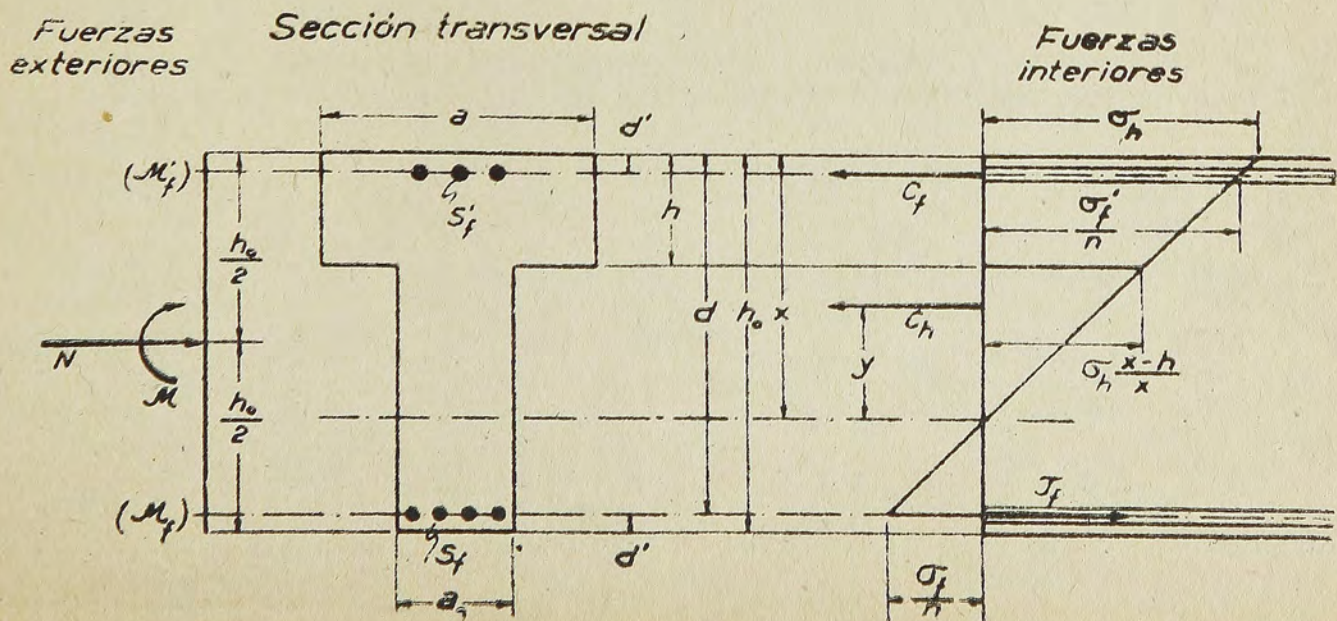 Fuerzas
exteriores
Sección transversal
Fuerzas
interiores
a
d'
σh
(M'f)
S'f
h
Cf
σ'f
n
h₀
2
d
h₀
x
Ch
N
M
y
σh x-h
x
h₀
2
(Mf)
Sf
d'
Tf
a₀
σf
n